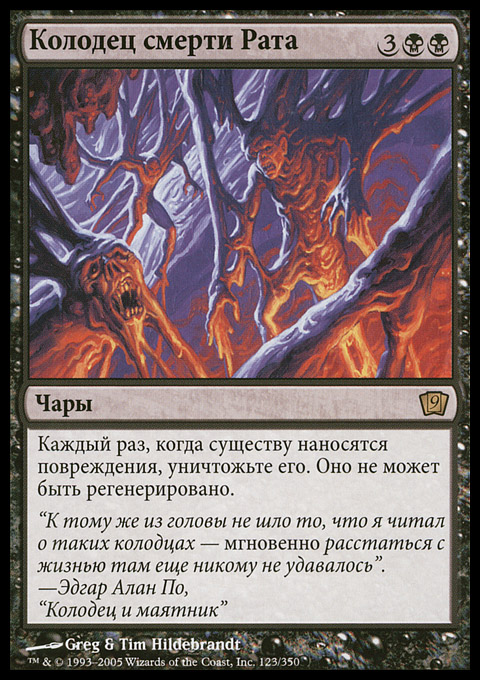 Колодец смерти Рата
3
Чары
9
Каждый раз, когда существу наносятся
повреждения, уничтожьте его. Оно не может
быть регенерировано.
“К тому же из головы не шло то, что я читал
о таких колодцах — мгновенно расстаться с
жизнью там еще никому не удавалось”.
—Эдгар Алан По,
“Колодец и маятник”
Greg & Tim Hildebrandt
™ & © 1993–2005 Wizards of the Coast, Inc. 123/350